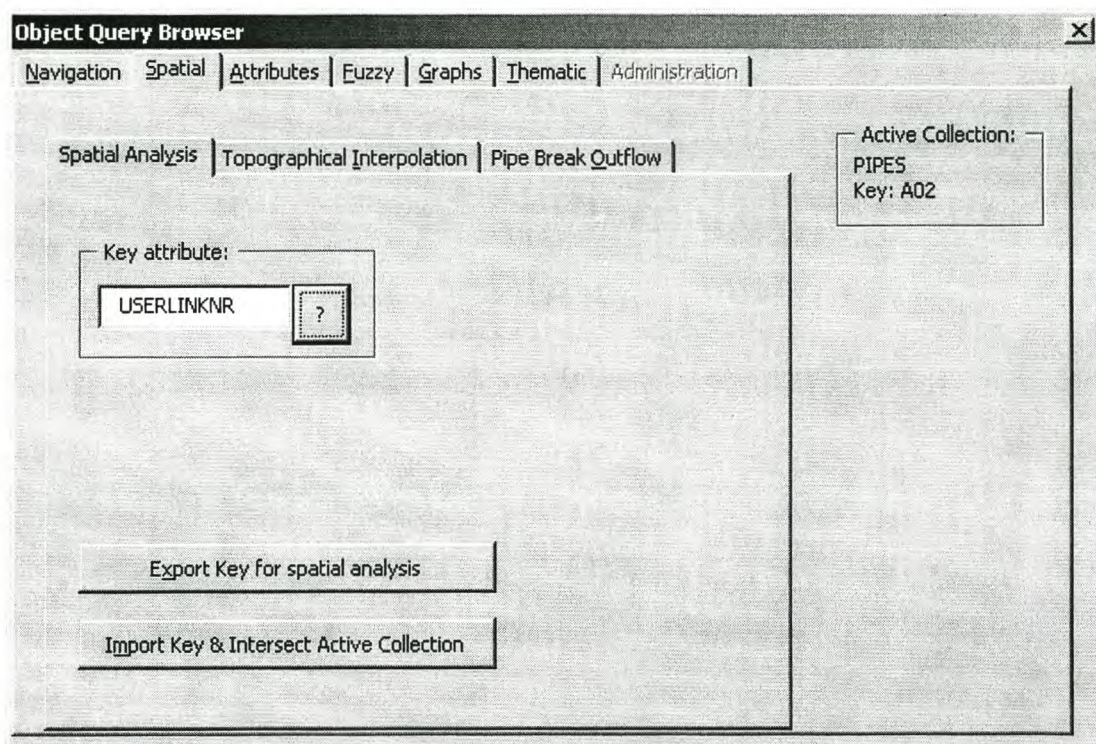 Object Query Browser
Navigation Spatial Attributes Fuzzy Graphs Thematic Administration
Spatial Analysis Topographical Interpolation Pipe Break Outflow
Active Collection:
PIPES
Key: A02
Key attribute:
USERLINKNR ?
Export Key for spatial analysis
Import Key & Intersect Active Collection